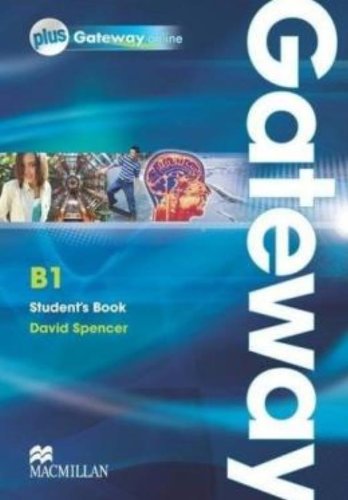 plus Gateway online
Gateway
B1
Student's Book
David Spencer
MACMILLAN